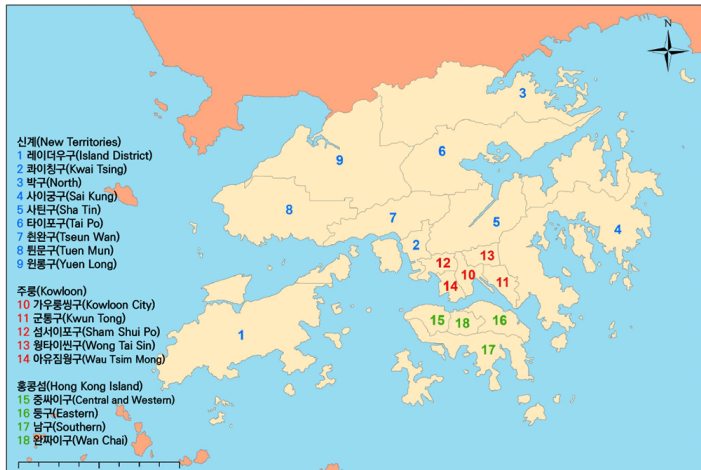 N
신계(New Territories)
1 레이더우구(Island District)
2 콰이칭구(Kwai Tsing)
3 박구(North)
4 사이궁구(Sai Kung)
5 사틴구(Sha Tin)
6 타이포구(Tai Po)
7 췬완구(Tseun Wan)
8 튄문구(Tuen Mun)
9 윈롱구(Yuen Long)
주룽(Kowloon)
10 가우룽씽구(Kowloon City)
11 군통구(Kwun Tong)
12 섬서이포구(Sham Shui Po)
13 웡타이씬구(Wong Tai Sin)
14 야유짐웡구(Wau Tsim Mong)
홍콩섬(Hong Kong Island)
15 중싸이구(Central and Western)
16 둥구(Eastern)
17 남구(Southern)
18 완짜이구(Wan Chai)
3
6
9
8
7
5
4
2
12
13
14
10
11
15
18
16
17
1